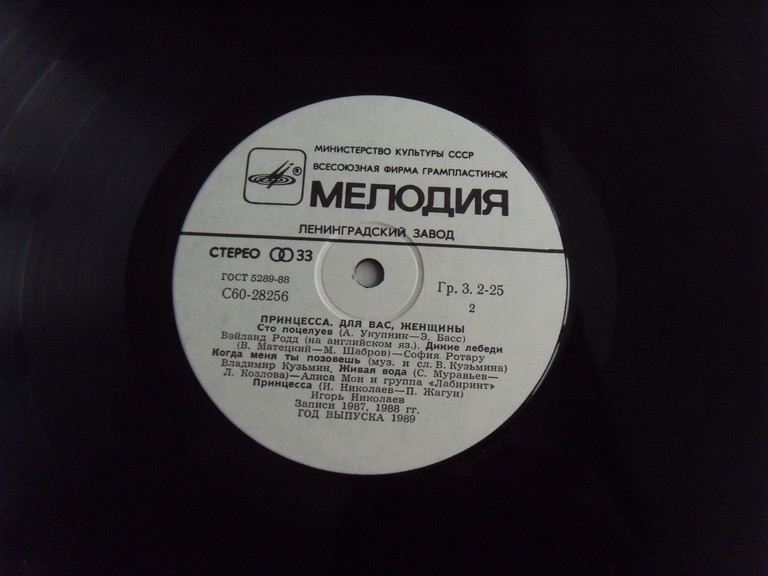 МИНИСТЕРСТВО КУЛЬТУРЫ СССР
ВСЕСОЮЗНАЯ ФИРМА ГРАМПЛАСТИНОК
® МЕЛОДИЯ
ЛЕНИНГРАДСКИЙ ЗАВОД
СТЕРЕО 33
ГОСТ 5289-88
С60-28256
Гр. 3. 2-25
2
ПРИНЦЕССА. ДЛЯ ВАС, ЖЕНЩИНЫ
Сто поцелуев (А. Укупник—Э. Васс)
Вэйланд Родд (на английском яз.). Дикие лебеди
(В. Матецкий—М. Шабров)—София Ротару
Когда меня ты позовешь (муз. и сл. В. Кузьмина)
Владимир Кузьмин. Живая вода (С. Муравьев—
Л. Козлова)—Алиса Мон и группа «Лабиринт»
Принцесса (И. Николаев—П. Жагун)
Игорь Николаев
Записи 1987, 1988 гг.
ГОД ВЫПУСКА 1989